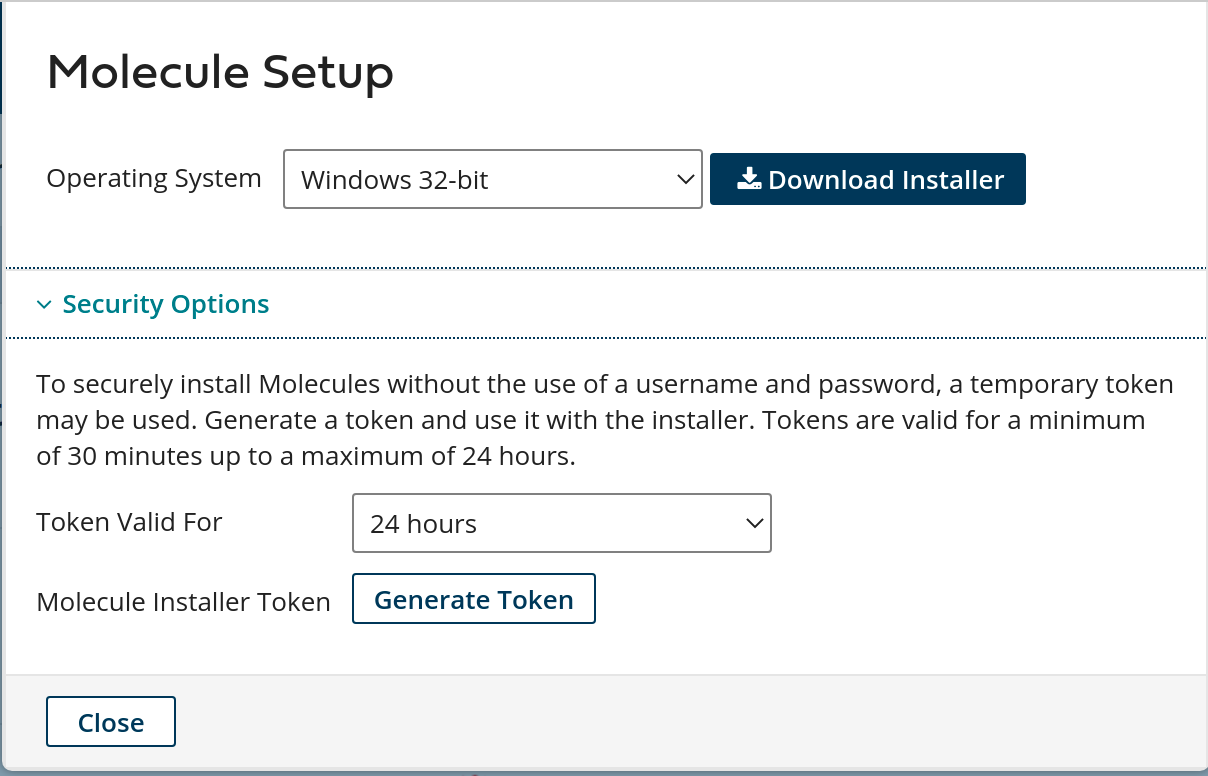 Molecule Setup
Operating System
Windows 32-bit
Download Installer
Security Options
To securely install Molecules without the use of a username and password, a temporary token
may be used. Generate a token and use it with the installer. Tokens are valid for a minimum
of 30 minutes up to a maximum of 24 hours.
Token Valid For
24 hours
Molecule Installer Token
Generate Token
Close